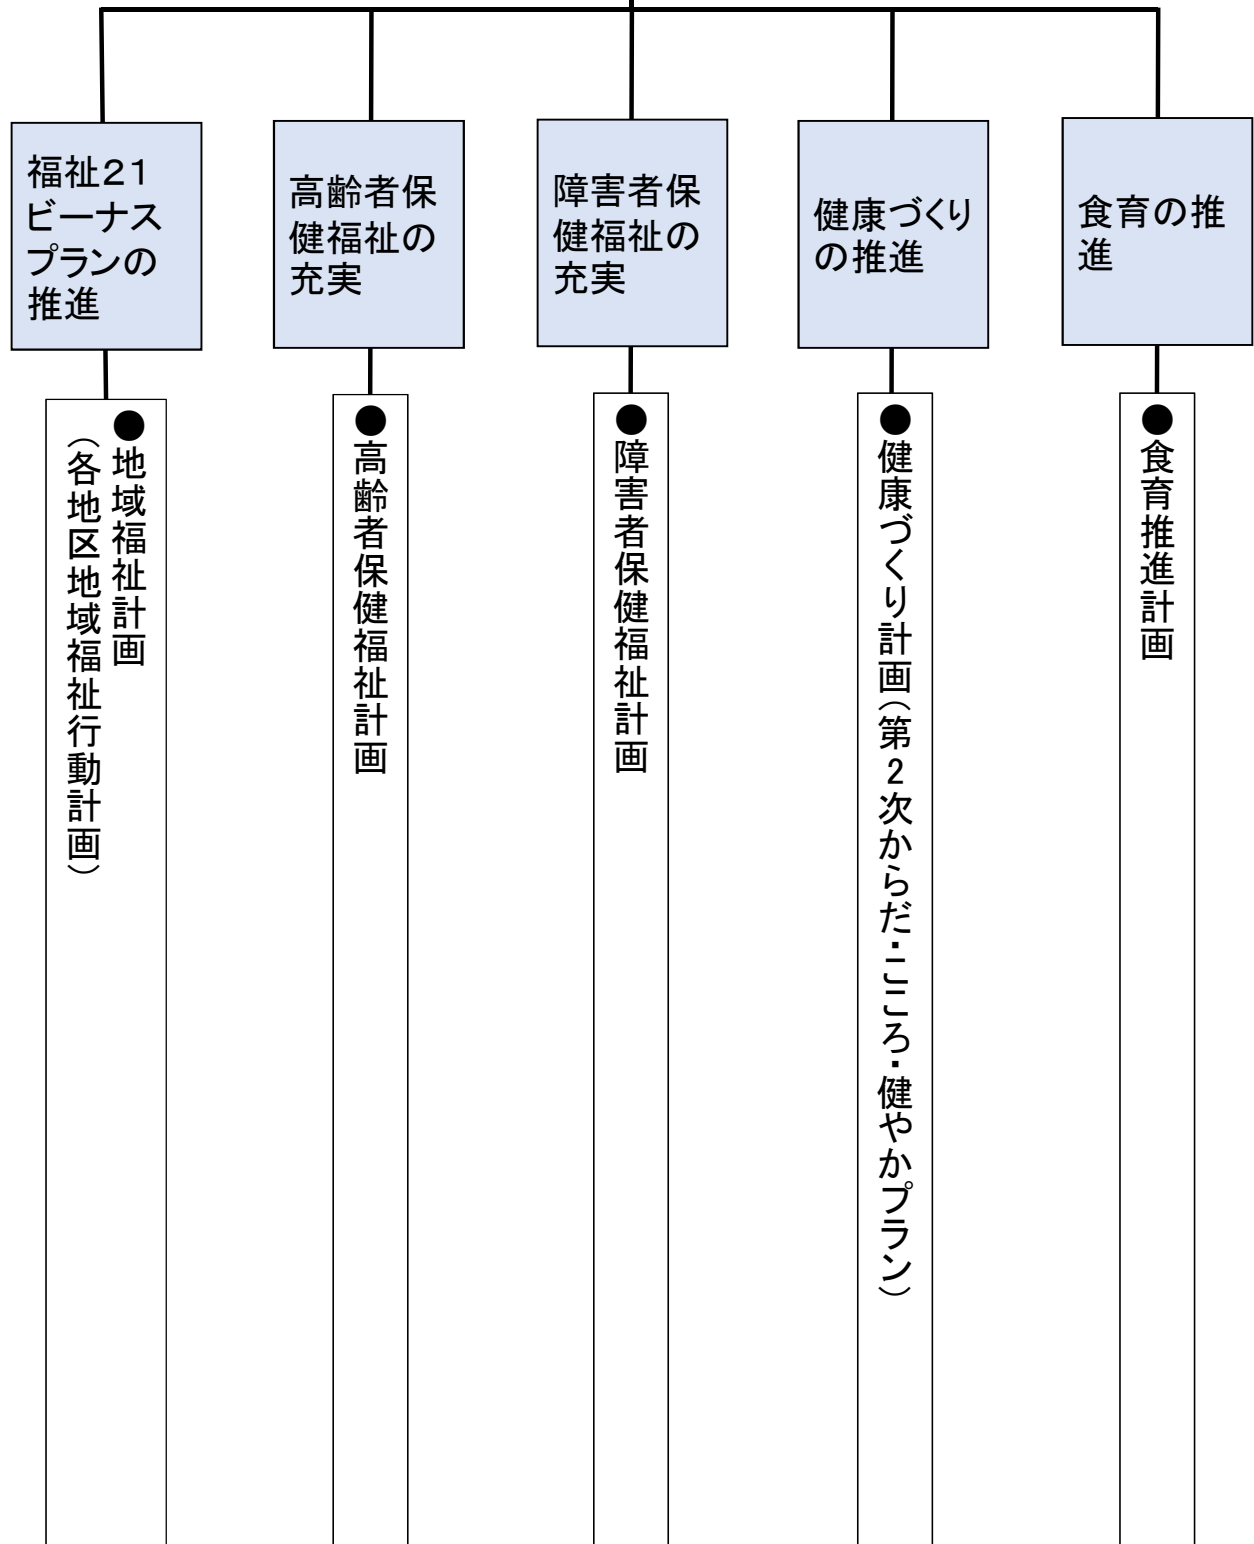 福祉２１
ビーナス
プランの
推進
高齢者保
健福祉の
充実
障害者保
健福祉の
充実
健康づくり
の推進
食育の推
進
●地域福祉計画
（各地区地域福祉行動計画）
●高齢者保健福祉計画
●障害者保健福祉計画
●健康づくり計画（第２次からだ・こころ・健やかプラン）
●食育推進計画